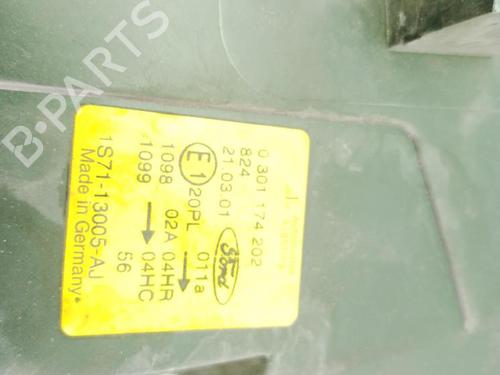 0 301 174 202
824
21.03.01
Ford
E1 20PL 011a
1098 02A 04HR
1099 → 04HC
56
1S71-13005-AJ
Made in Germany
B-PARTS